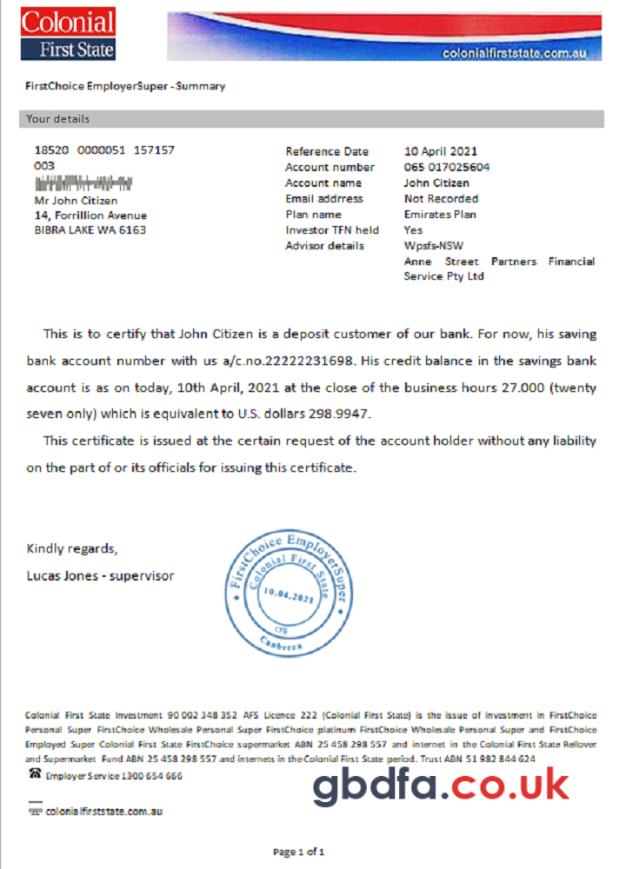 Colonial
First State
colonialfirststate.com.au
FirstChoice EmployerSuper - Summary
Your details
18520 0000051 157157
003
Mr John Citizen
14, Forrillion Avenue
BIBRA LAKE WA 6163
Reference Date 10 April 2021
Account number 065 017025604
Account name John Citizen
Email addrress Not Recorded
Plan name Emirates Plan
Investor TFN held Yes
Advisor details Wpsfs-NSW
Anne Street Partners Financial
Service Pty Ltd
This is to certify that John Citizen is a deposit customer of our bank. For now, his saving
bank account number with us a/c.no.22222231698. His credit balance in the savings bank
account is as on today, 10th April, 2021 at the close of the business hours 27.000 (twenty
seven only) which is equivalent to U.S. dollars 298.9947.
This certificate is issued at the certain request of the account holder without any liability
on the part of or its officials for issuing this certificate.
Kindly regards,
Lucas Jones - supervisor
FirstChoice EmployerSuper
Colonial First State
10.04.2021
OS
Canberra
Colonial First State Investment 90 002 348 352 AFS Licence 222 (Colonial First State) is the issue of investment in FirstChoice
Personal Super FirstChoice Wholesale Personal Super FirstChoice platinum FirstChoice Wholesale Personal Super and FirstChoice
Employed Super Colonial First State FirstChoice supermarket ABN 25 458 298 557 and internet in the Colonial First State Rollover
and Supermarket Fund ABN 25 458 298 557 and internets in the Colonial First State period. Trust ABN 51 982 844 624
Employer Service 1300 654 666
gbdfa.co.uk
colonialfirststate.com.au
Page 1 of 1